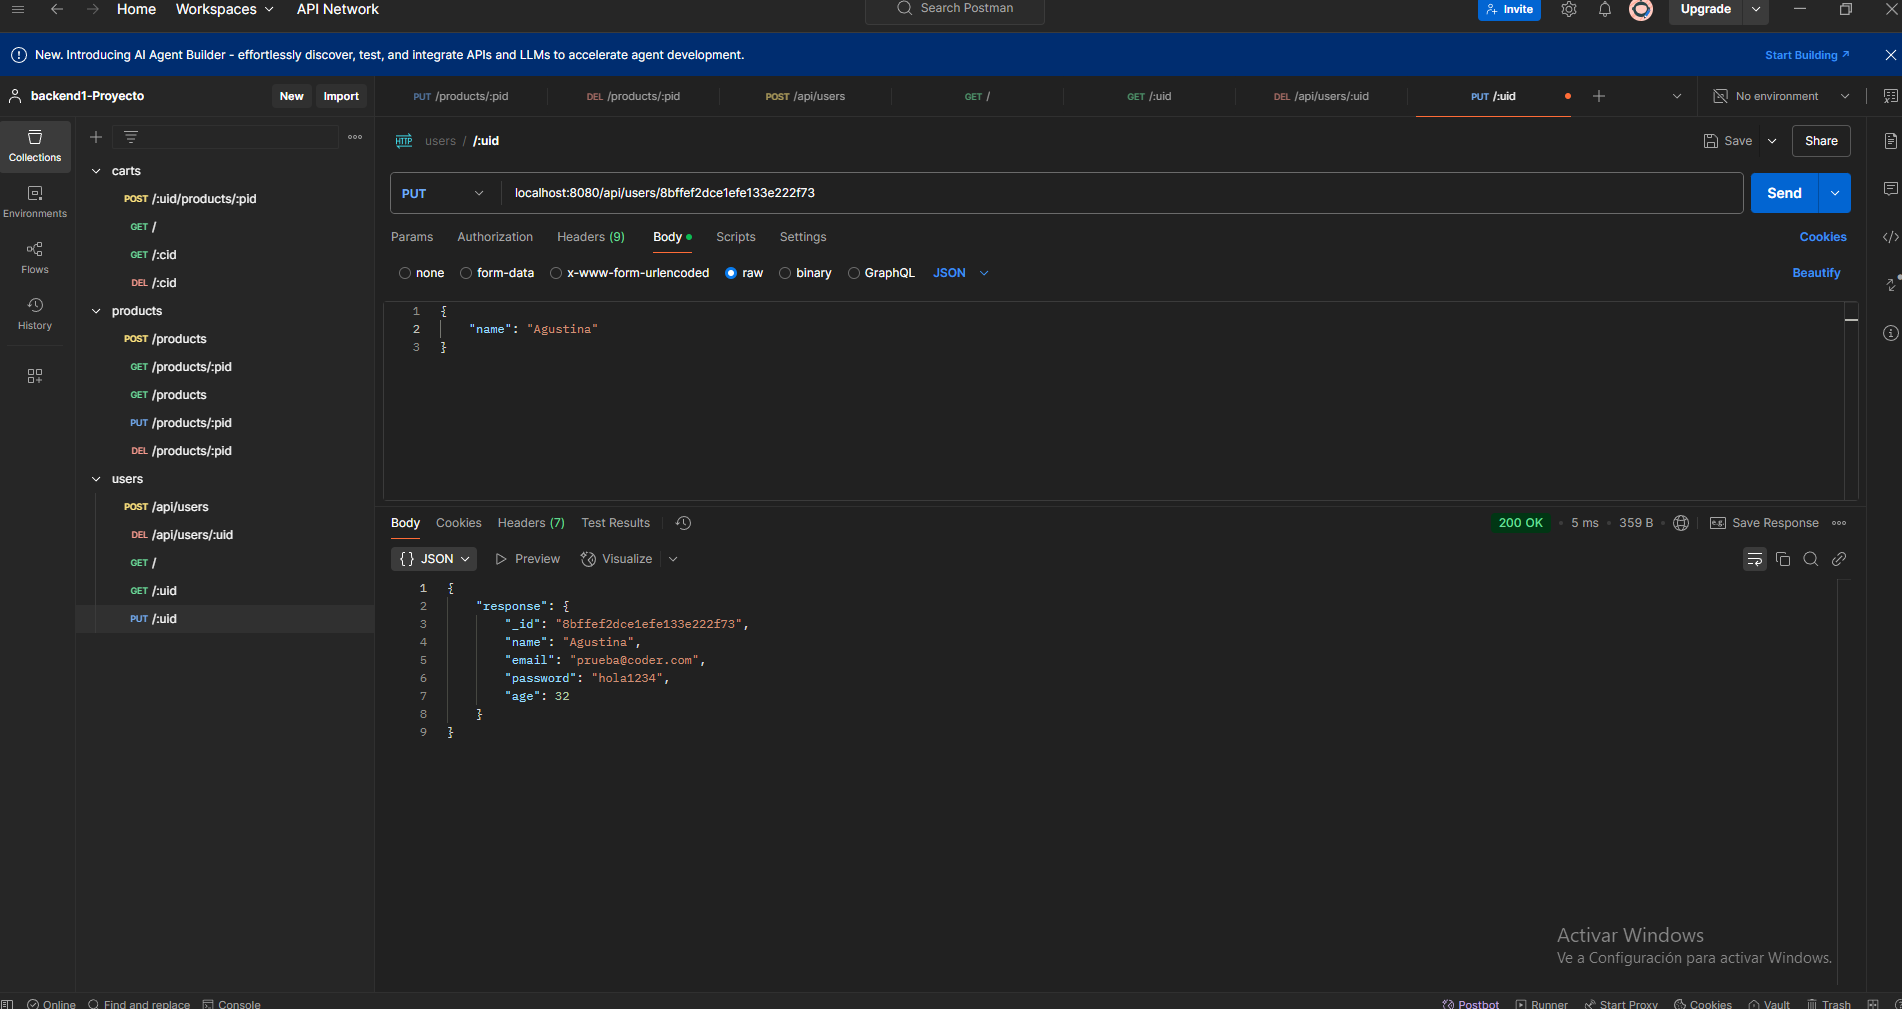 Home Workspaces API Network Search Postman Invite Upgrade
New. Introducing AI Agent Builder - effortlessly discover, test, and integrate APIs and LLMs to accelerate agent development. Start Building
backend1-Proyecto New Import PUT /products/:pid DEL /products/:pid POST /api/users GET / GET /:uid DEL /api/users/:uid PUT /:uid No environment
Collections
Environments
Flows
History
carts
POST /:uid/products/:pid
GET /
GET /:cid
DEL /:cid
products
POST /products
GET /products/:pid
GET /products
PUT /products/:pid
DEL /products/:pid
users
POST /api/users
DEL /api/users/:uid
GET /
GET /:uid
PUT /:uid
HTTP users / /:uid Save Share
PUT localhost:8080/api/users/8bffef2dce1efe133e222f73 Send
Params Authorization Headers (9) Body Scripts Settings Cookies
none form-data x-www-form-urlencoded raw binary GraphQL JSON Beautify
1 {
2 "name": "Agustina"
3 }
Body Cookies Headers (7) Test Results 200 OK 5 ms 359 B e.g. Save Response
{} JSON Preview Visualize
1 {
2 "response": {
3 "_id": "8bffef2dce1efe133e222f73",
4 "name": "Agustina",
5 "email": "prueba@coder.com",
6 "password": "hola1234",
7 "age": 32
8 }
9 }
Activar Windows
Ve a Configuración para activar Windows.
Online Find and replace Console Postbot Runner Start Proxy Cookies Vault Trash